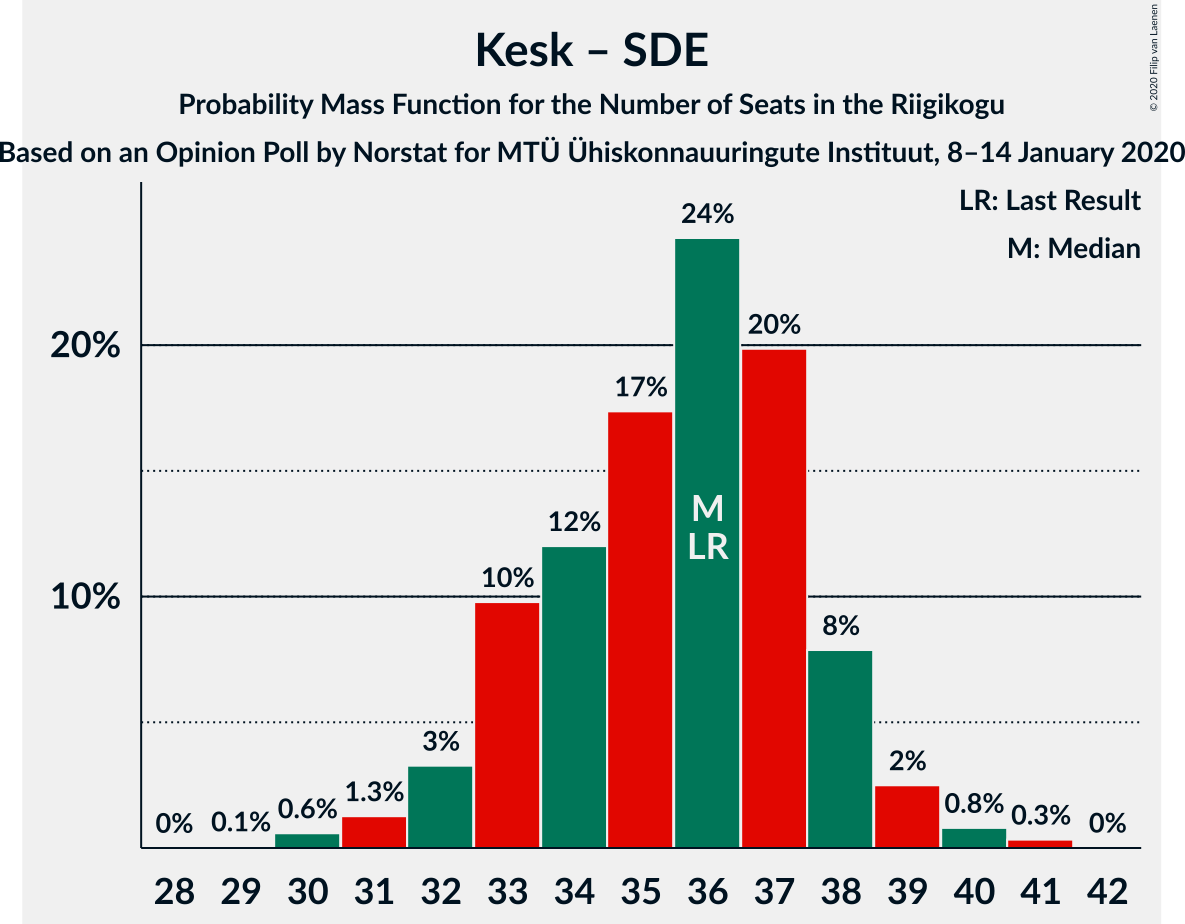 Kesk – SDE
Probability Mass Function for the Number of Seats in the Riigikogu
Based on an Opinion Poll by Norstat for MTÜ Ühiskonnauuringute Instituut, 8–14 January 2020
© 2020 Filip van Laenen
LR: Last Result
M: Median
24%
20%
20%
17%
M
LR
12%
10%
10%
8%
3%
2%
1.3%
0.6%
0.8%
0.3%
0%
0.1%
0%
28 29 30 31 32 33 34 35 36 37 38 39 40 41 42